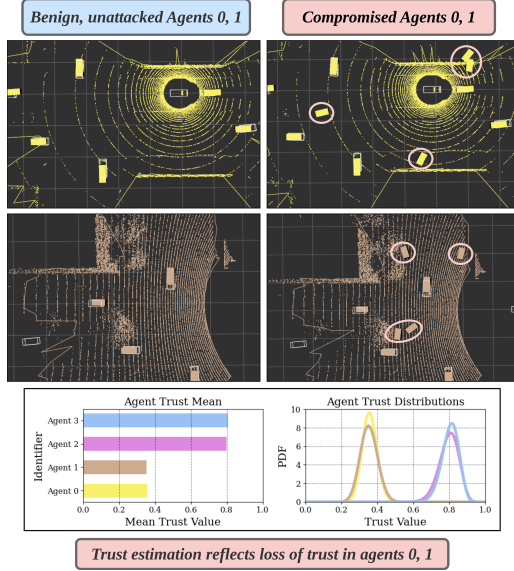 Benign, unattacked Agents 0, 1
Compromised Agents 0, 1
Agent Trust Mean
Identifier
Agent 3
Agent 2
Agent 1
Agent 0
0.0 0.2 0.4 0.6 0.8 1.0
Mean Trust Value
Agent Trust Distributions
PDF
10
8
6
4
2
0
0.0 0.2 0.4 0.6 0.8 1.0
Trust Value
Trust estimation reflects loss of trust in agents 0, 1